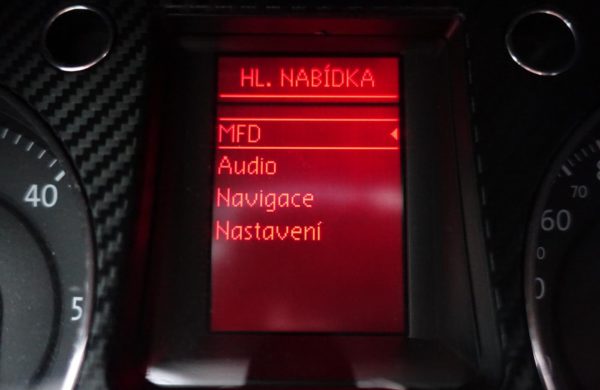 HL. NABÍDKA
MFD
Audio
Navigace
Nastavení
40
5
60
70